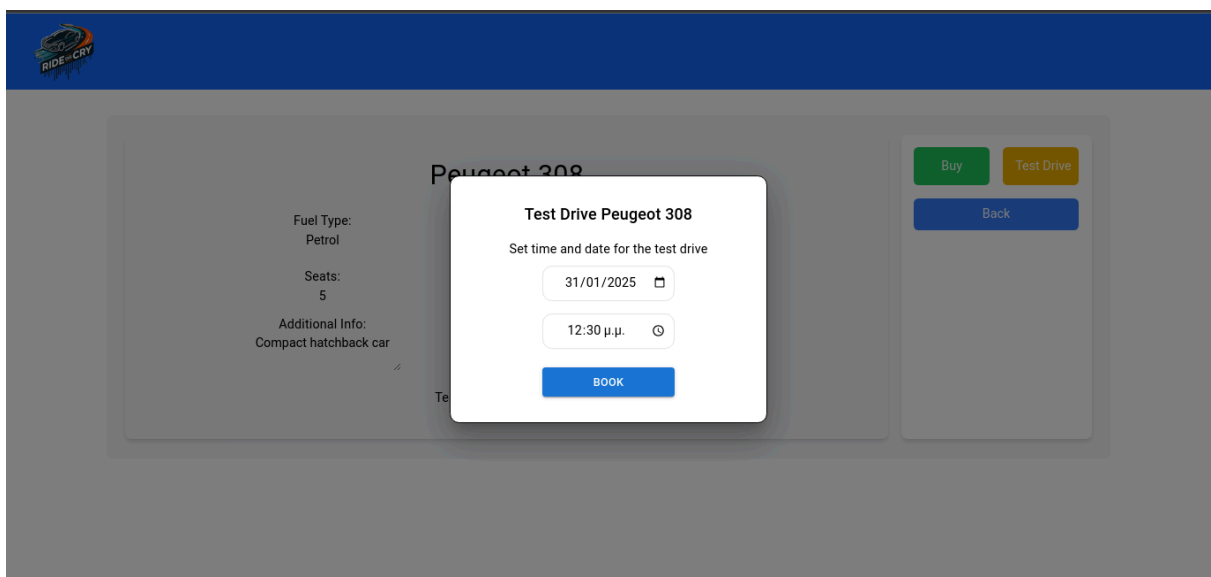 RIDE OR CRY
Peugeot 308
Fuel Type:
Petrol
Seats:
5
Additional Info:
Compact hatchback car
Te
Test Drive Peugeot 308
Set time and date for the test drive
31/01/2025
12:30 μ.μ.
BOOK
Buy
Test Drive
Back